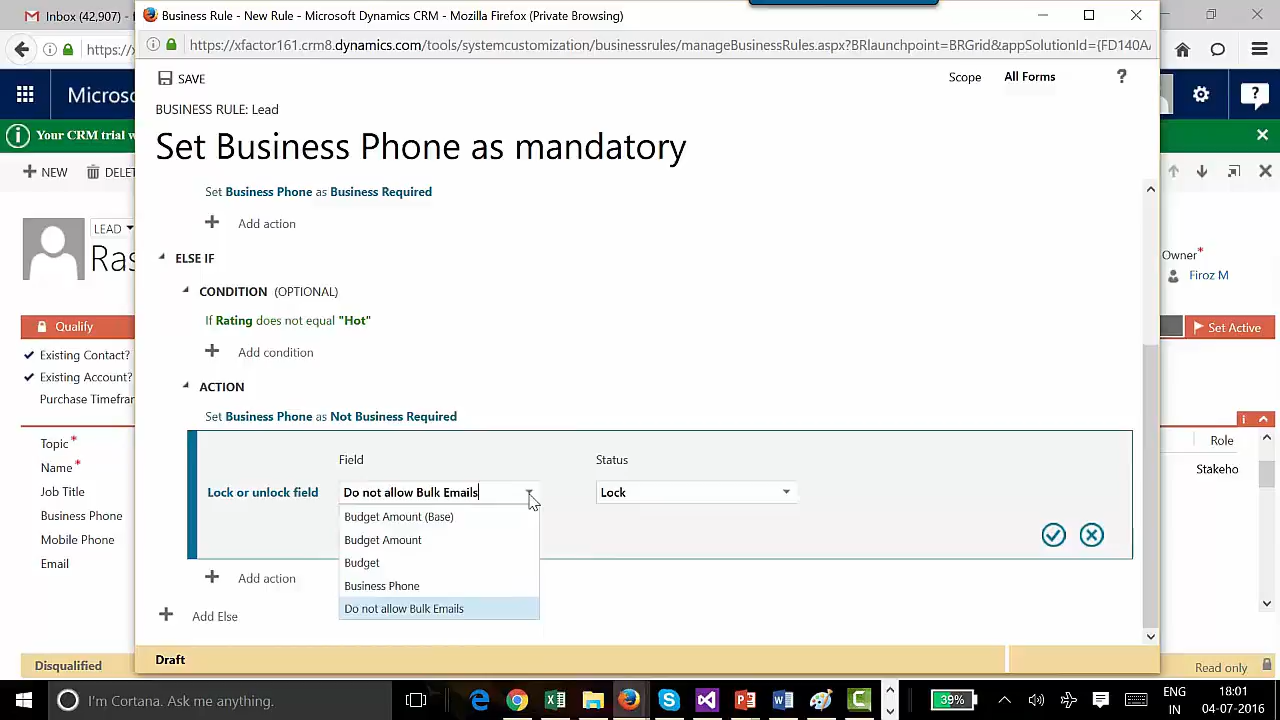 Inbox (42,907)
Business Rule - New Rule - Microsoft Dynamics CRM - Mozilla Firefox (Private Browsing)
https://x
https://xfactor161.crm8.dynamics.com/tools/systemcustomization/businessrules/manageBusinessRules.aspx?BRlaunchpoint=BRGrid&appSolutionId={FD140A
SAVE
Scope
All Forms
?
Microso
BUSINESS RULE: Lead
Your CRM trial w
Set Business Phone as mandatory
NEW
DELET
Set Business Phone as Business Required
Add action
LEAD
Ras
ELSE IF
Owner*
Firoz M
CONDITION (OPTIONAL)
If Rating does not equal "Hot"
Qualify
Set Active
Add condition
Existing Contact?
Existing Account?
ACTION
Purchase Timefran
Set Business Phone as Not Business Required
Topic*
Role
Field
Status
Name*
Stakeho
Lock or unlock field
Do not allow Bulk Emails
Lock
Job Title
Business Phone
Budget Amount (Base)
Mobile Phone
Budget Amount
Email
Budget
Add action
Business Phone
Do not allow Bulk Emails
Add Else
Disqualified
Draft
Read only
I'm Cortana. Ask me anything.
39%
ENG
IN
18:01
04-07-2016